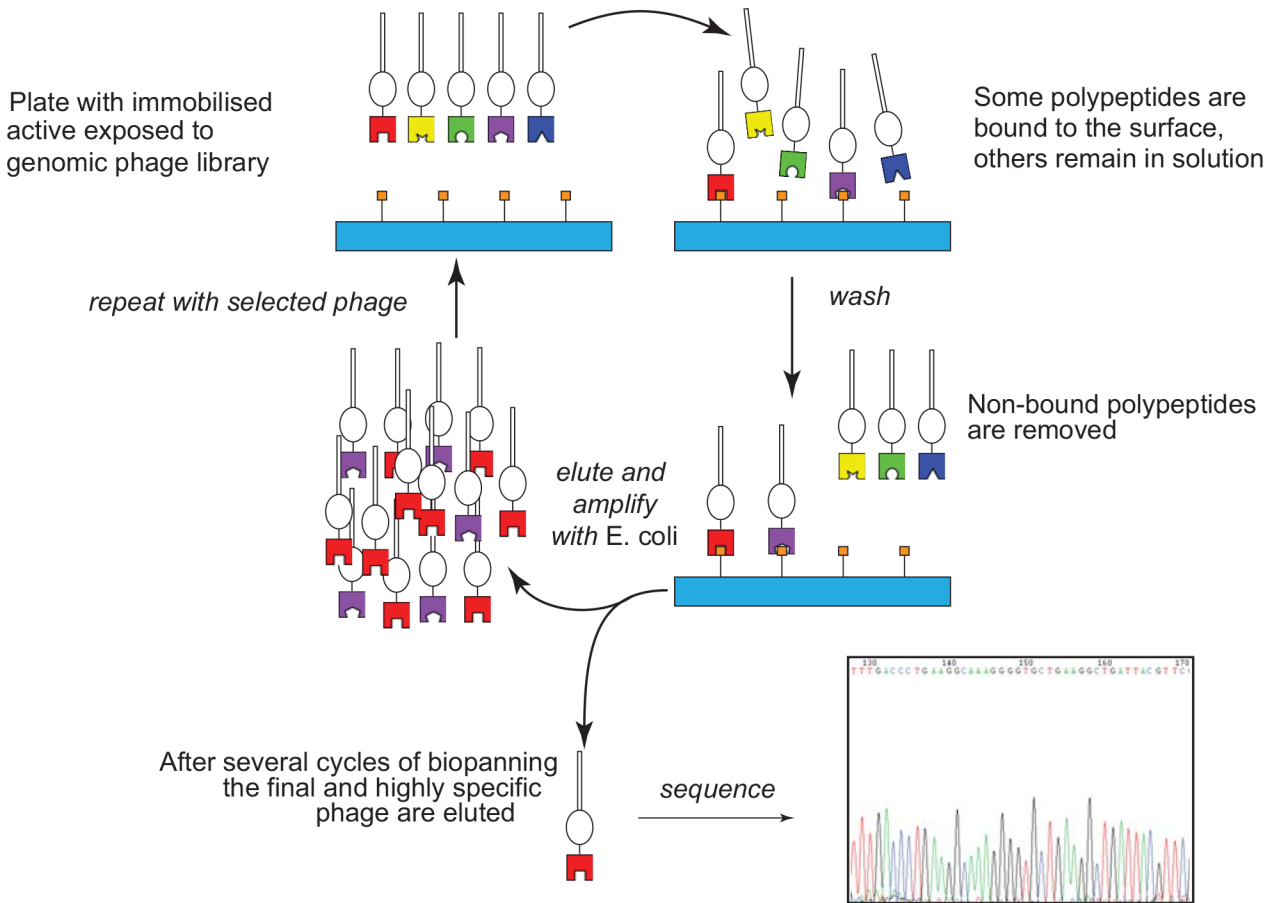 Plate with immobilised
active exposed to
genomic phage library
Some polypeptides are
bound to the surface,
others remain in solution
repeat with selected phage
wash
Non-bound polypeptides
are removed
elute and
amplify
with E. coli
After several cycles of biopanning
the final and highly specific
phage are eluted
sequence
130 140 150 160 170
TTTGACCCTGAAGGCAAAGGGGTGCTGAAGGCTGATTACGTTC